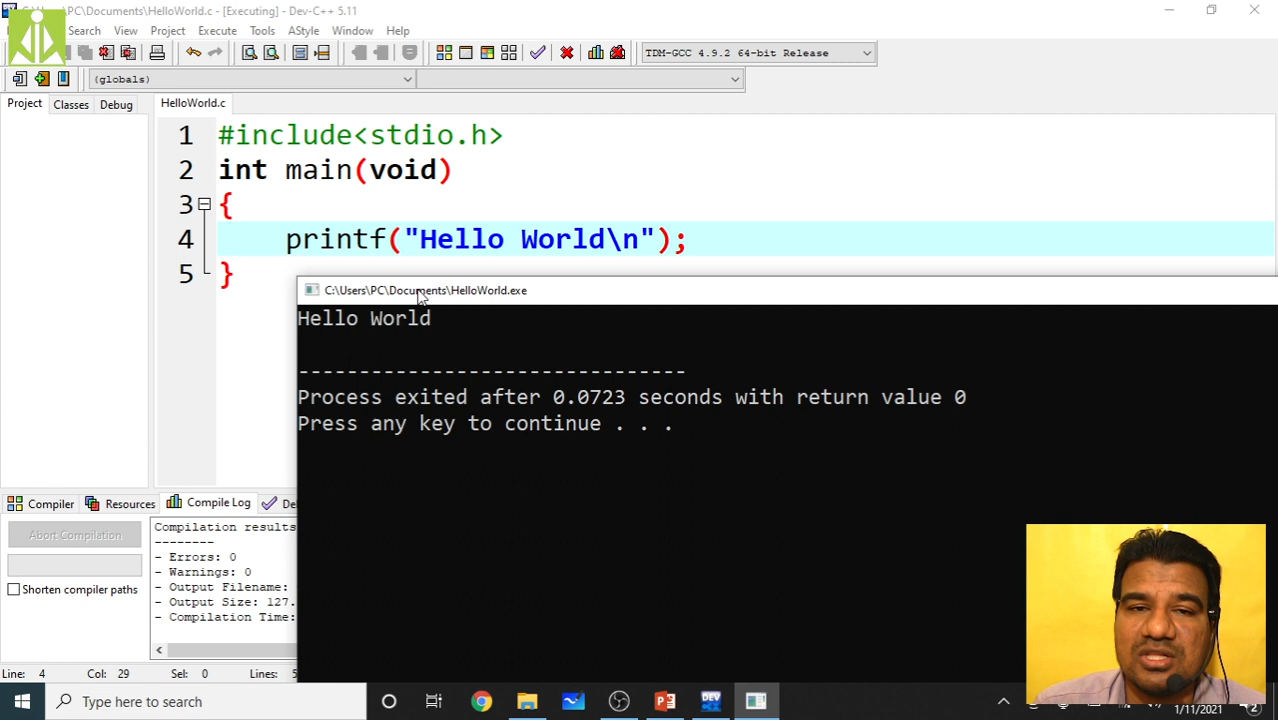 PC\Documents\HelloWorld.c - [Executing] - Dev-C++ 5.11
Search View Project Execute Tools AStyle Window Help
TDM-GCC 4.9.2 64-bit Release
(globals)
Project Classes Debug
HelloWorld.c
1 #include<stdio.h>
2 int main(void)
3 {
4 printf("Hello World\n");
5 }
C:\Users\PC\Documents\HelloWorld.exe
Hello World
--------------------------------
Process exited after 0.0723 seconds with return value 0
Press any key to continue . . .
Compiler Resources Compile Log
Abort Compilation
Shorten compiler paths
Compilation results
--------
- Errors: 0
- Warnings: 0
- Output Filename:
- Output Size: 127.
- Compilation Time:
Line: 4 Col: 29 Sel: 0 Lines:
Type here to search
DEV
1/11/2021
2